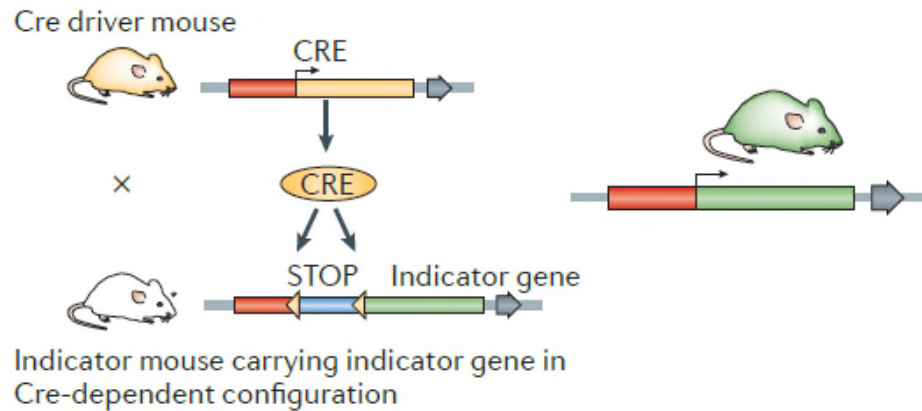 Cre driver mouse
CRE
CRE
×
STOP
Indicator gene
Indicator mouse carrying indicator gene in
Cre-dependent configuration